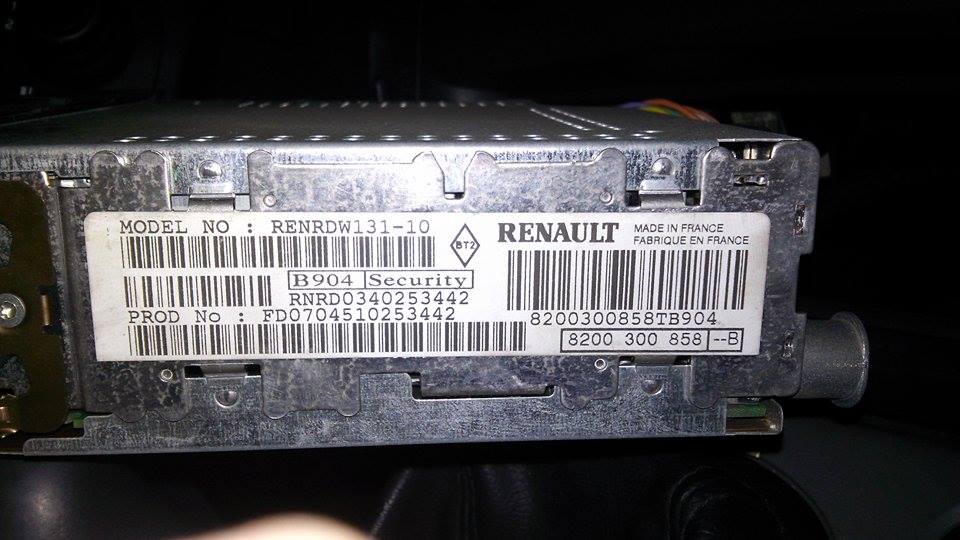 MODEL NO : RENRDW131-10
BT2
RENAULT
MADE IN FRANCE
FABRIQUE EN FRANCE
B904 Security
RNRD0340253442
PROD No : FD0704510253442
8200300858TB904
8200 300 858 --B